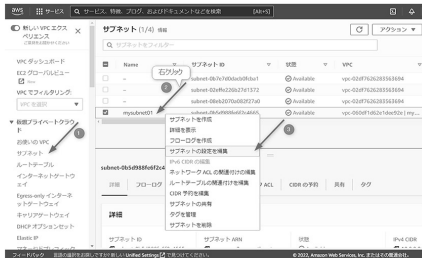 aws
サービス
サービス、特徴、ブログ、およびドキュメントなどを検索
[Alt+S]
新しい VPC エクスペリエンス
ご意見をお聞かせください
VPC ダッシュボード
EC2 グローバルビュー
New
VPC でフィルタリング:
VPC を選択
仮想プライベートクラウド
お使いの VPC
サブネット
ルートテーブル
インターネットゲートウェイ
Egress-only インターネットゲートウェイ
キャリアゲートウェイ
DHCP オプションセット
Elastic IP
サブネット (1/4) 情報
アクション
サブネットをフィルター
サブネット ID
状態
VPC
Available
Available
Available
vpc-02df7626283563694
vpc-02df7626283563694
vpc-02df7626283563694
mysubnet01
Available
右クリック
1
2
3
サブネットを作成
詳細を表示
フローログを作成
サブネットの設定を編集
IPv6 CIDR の編集
ネットワーク ACL の関連付けの編集
ルートテーブルの関連付けを編集
CIDR 予約を編集
サブネットの共有
タグを管理
サブネットを削除
詳細
フローログ
ACL
CIDR の予約
共有
タグ
詳細
サブネット ID
サブネット ARN
状態
IPv4 CIDR
フィードバック
Unified Settings
© 2022, Amazon Web Services, Inc. またはその関連会社。